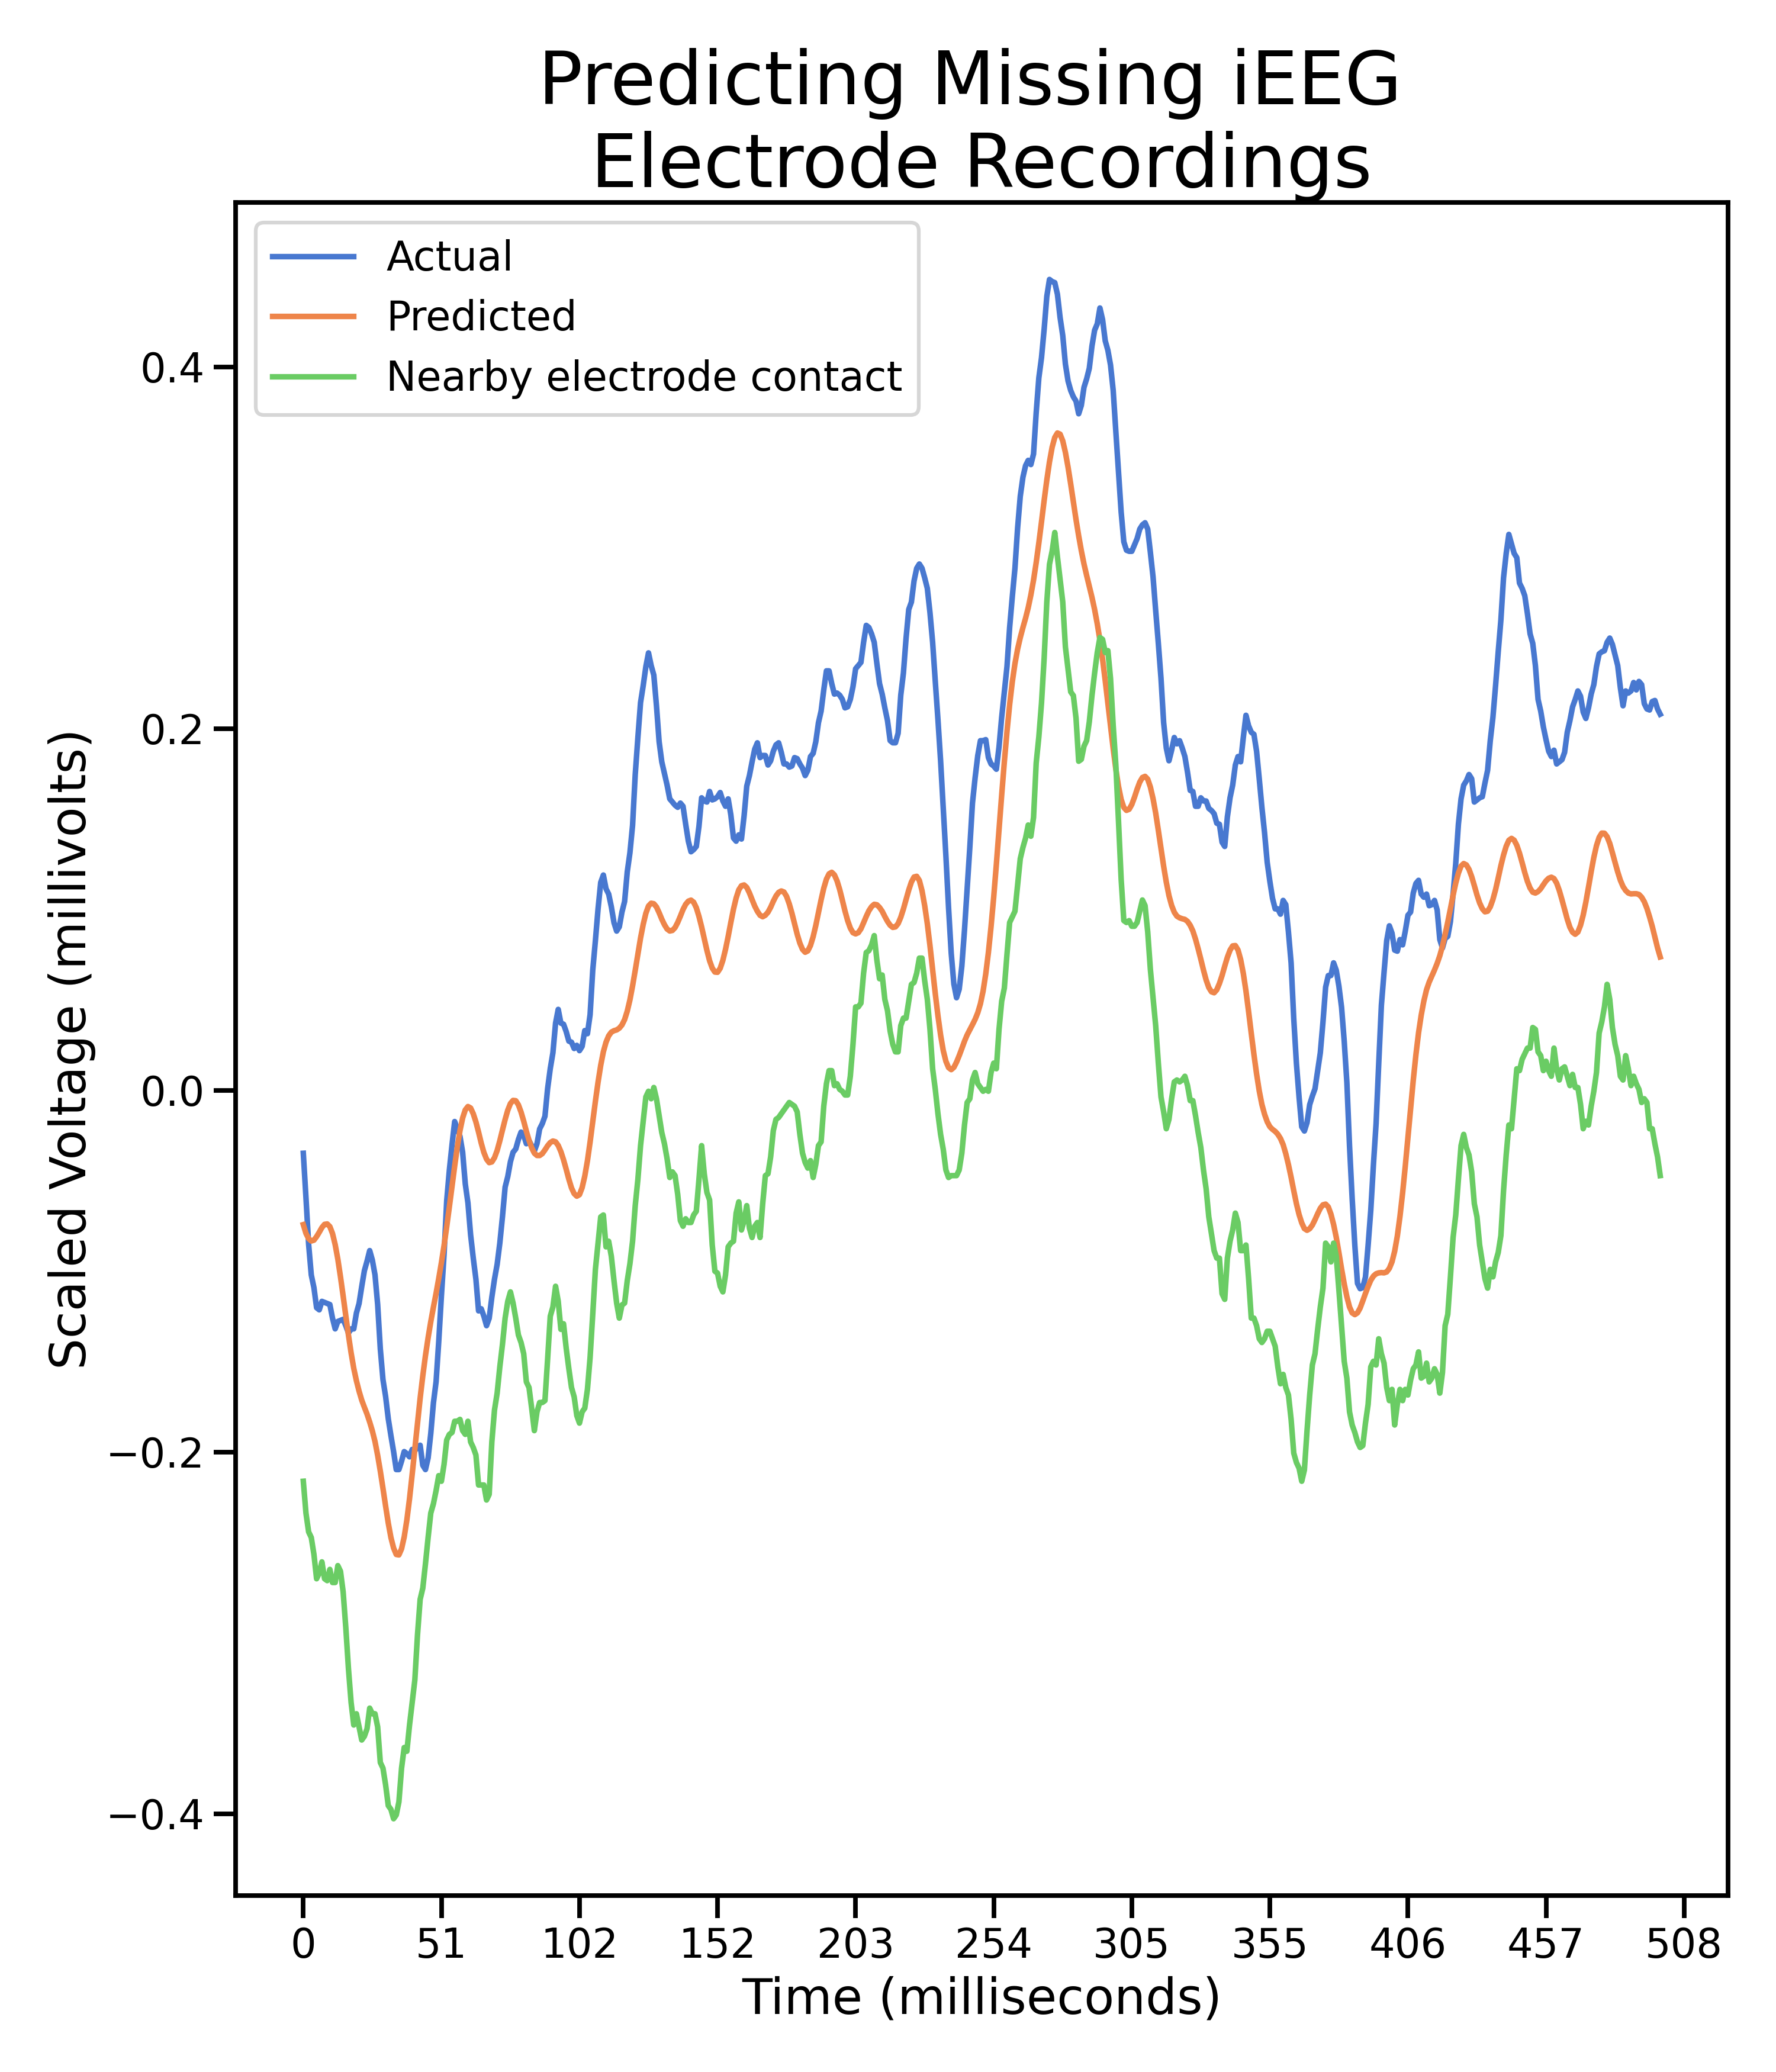 Predicting Missing iEEG
Electrode Recordings
Actual
Predicted
Nearby electrode contact
Scaled Voltage (millivolts)
0.4
0.2
0.0
−0.2
−0.4
0 51 102 152 203 254 305 355 406 457 508
Time (milliseconds)